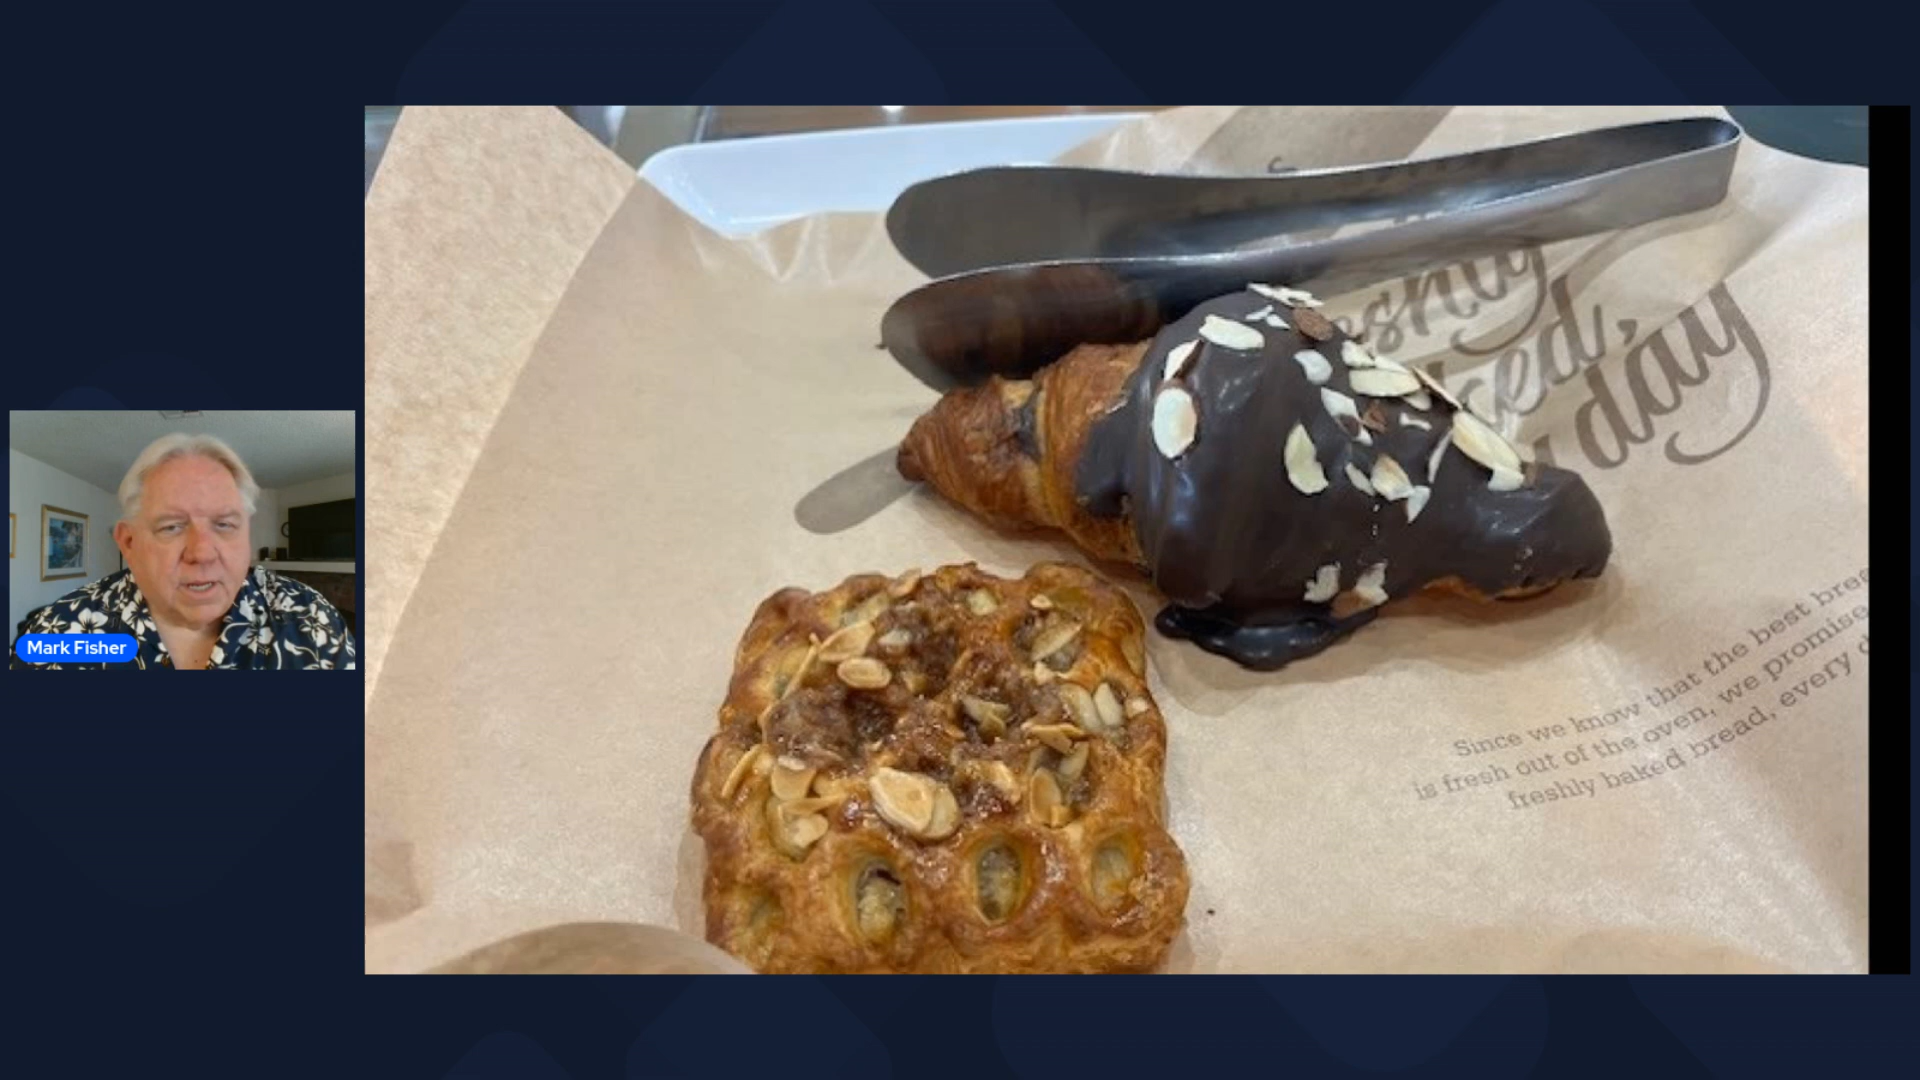 Mark Fisher
day
Since we know that the best
is fresh out of the oven, we promise
freshly baked bread, every